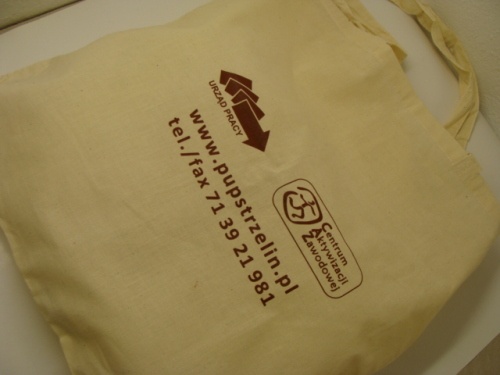 URZĄD PRACY
Centrum
Aktywizacji
Zawodowej
www.pupstrzelin.pl
tel./fax 71 39 21 981